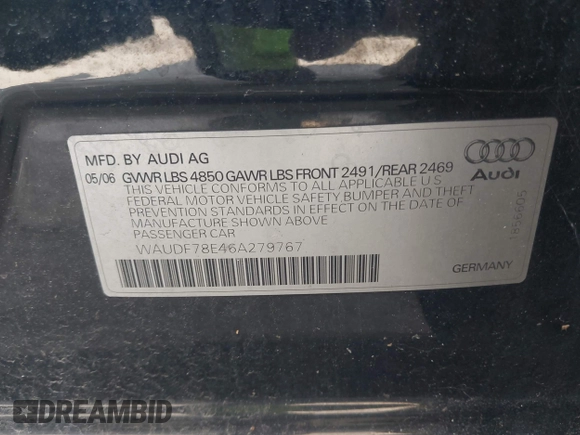 MFD. BY AUDI AG
05/06 GVWR LBS 4850 GAWR LBS FRONT 2491/REAR 2469
THIS VEHICLE CONFORMS TO ALL APPLICABLE U.S
FEDERAL MOTOR VEHICLE SAFETY BUMPER AND THEFT
PREVENTION STANDARDS IN EFFECT ON THE DATE OF
MANUFACTURE SHOWN ABOVE
PASSENGER CAR
WAUDF78E46A279767
Audi
GERMANY
DREAMBID